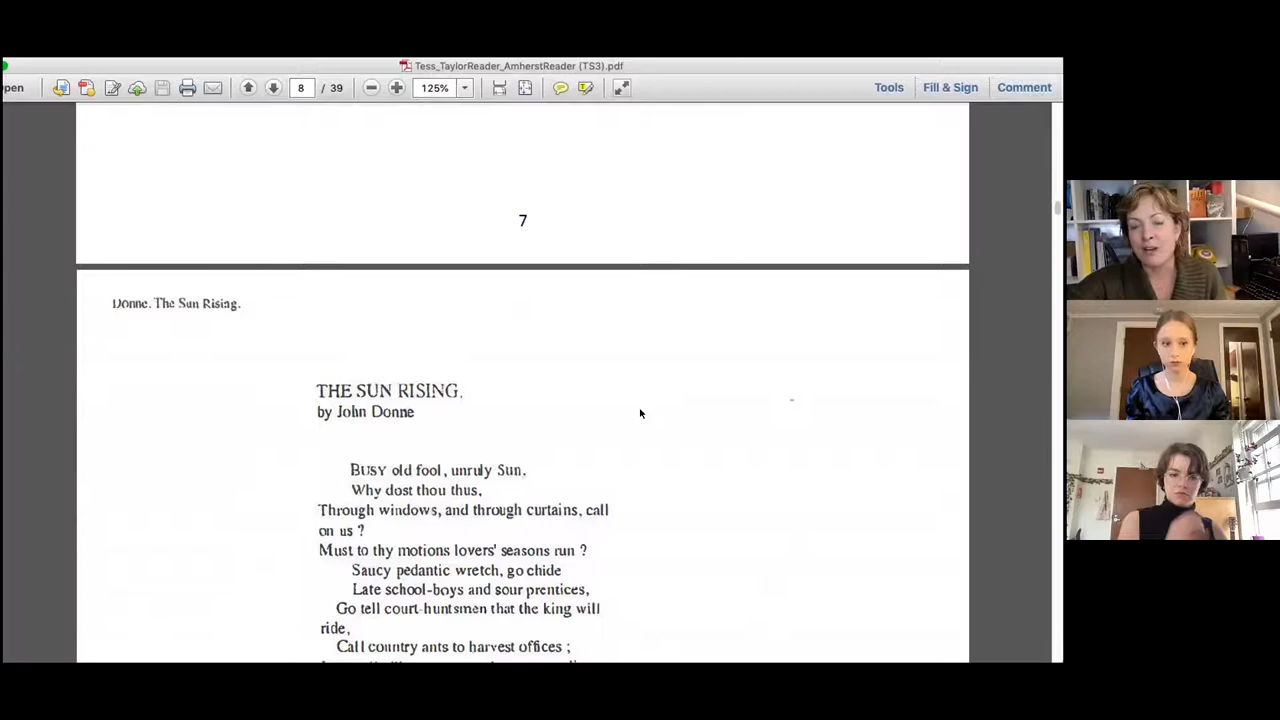 Tess_TaylorReader_AmherstReader (TS3).pdf
pen
8 / 39
125%
Tools
Fill & Sign
Comment
7
Donne. The Sun Rising.
THE SUN RISING.
by John Donne
BUSY old fool, unruly Sun,
Why dost thou thus,
Through windows, and through curtains, call
on us ?
Must to thy motions lovers' seasons run ?
Saucy pedantic wretch, go chide
Late school-boys and sour prentices,
Go tell court-huntsmen that the king will
ride,
Call country ants to harvest offices ;